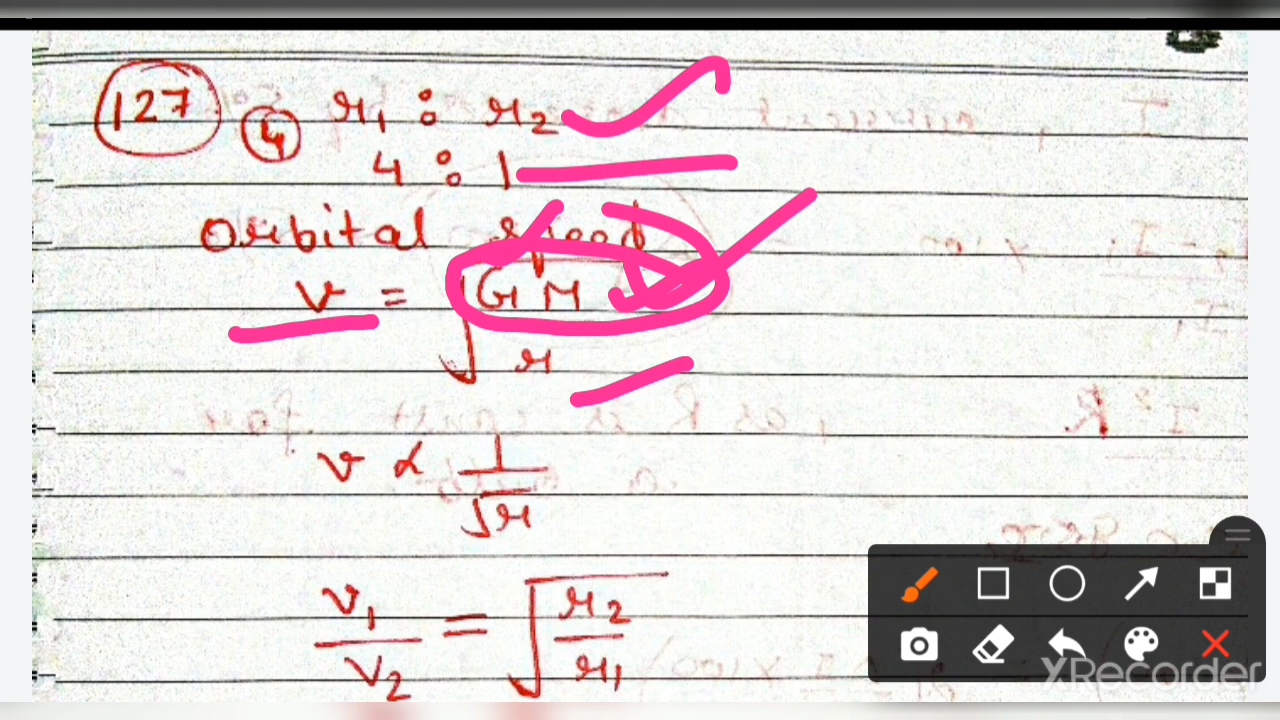 127 4 r₁ : r₂
4 : 1
Orbital speed
v = √(GM/r)
v ∝ 1/√r
v₁/v₂ = √(r₂/r₁)
XRecorder